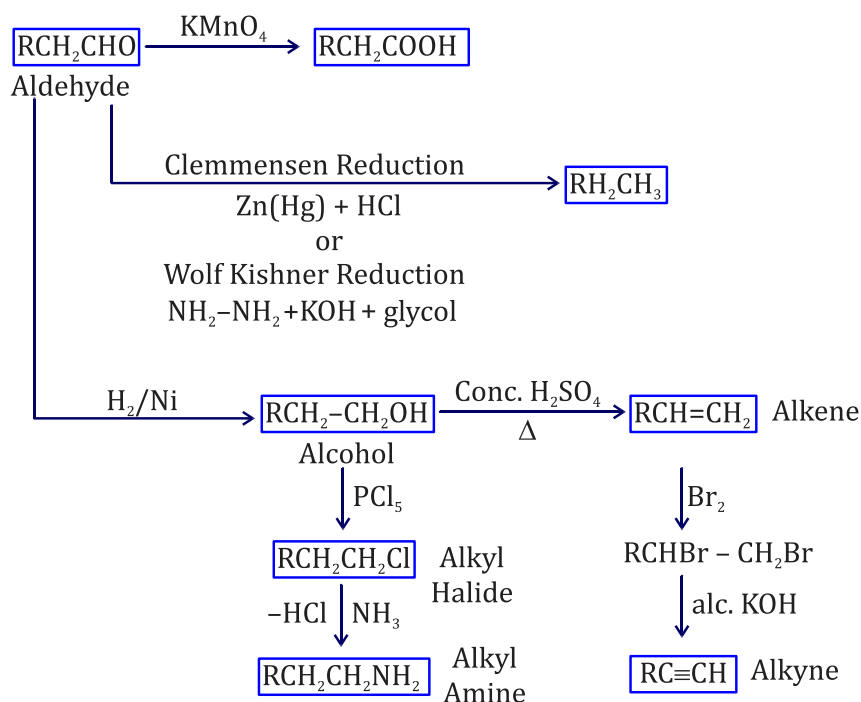 RCH₂CHO
KMnO₄
RCH₂COOH
Aldehyde
Clemmensen Reduction
RH₂CH₃
Zn(Hg) + HCl
or
Wolf Kishner Reduction
NH₂–NH₂+KOH + glycol
H₂/Ni
RCH₂–CH₂OH
Conc. H₂SO₄
Δ
RCH=CH₂
Alkene
Alcohol
PCl₅
Br₂
RCH₂CH₂Cl
Alkyl
Halide
RCHBr – CH₂Br
–HCl
NH₃
alc. KOH
RCH₂CH₂NH₂
Alkyl
Amine
RC≡CH
Alkyne